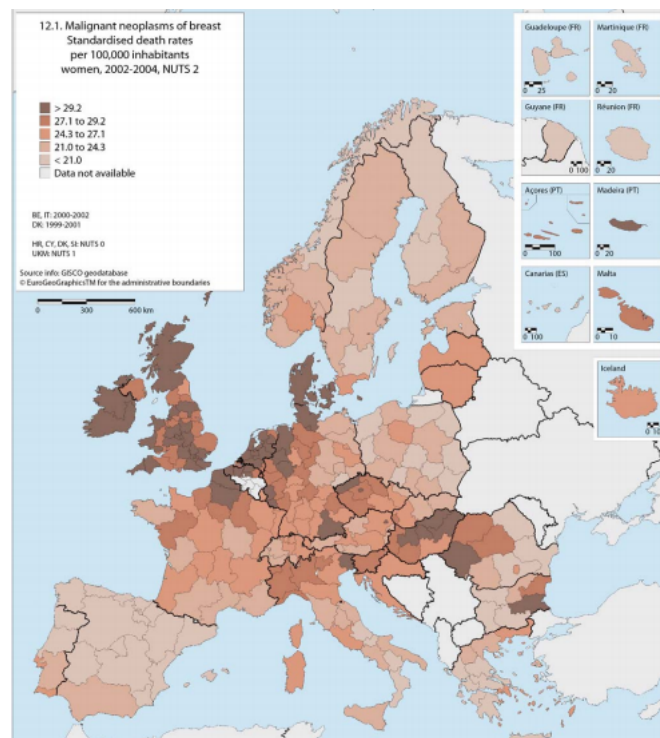 12.1. Malignant neoplasms of breast
Standardised death rates
per 100,000 inhabitants
women, 2002-2004, NUTS 2
> 29.2
27.1 to 29.2
24.3 to 27.1
21.0 to 24.3
< 21.0
Data not available
BE, IT: 2000-2002
DK: 1999-2001
HR, CY, DK, SI: NUTS 0
UKM: NUTS 1
Source info: GISCO geodatabase
© EuroGeoGraphicsTM for the administrative boundaries
0 300 600 km
Guadeloupe (FR)
0 25
Martinique (FR)
0 20
Guyane (FR)
0 100
Réunion (FR)
0 20
Açores (PT)
0 100
Madeira (PT)
0 20
Canarias (ES)
0 100
Malta
0 10
Iceland